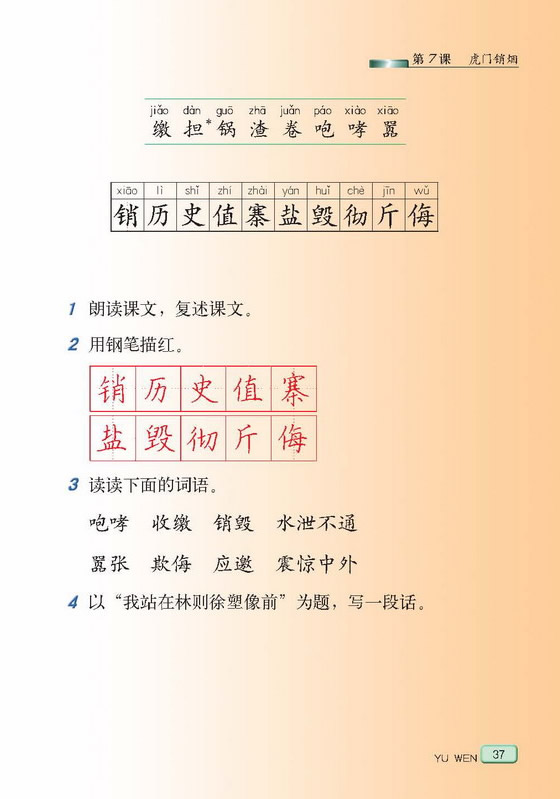 第7课 虎门销烟
jiǎo dàn guō zhā juǎn páo xiào xiāo
缴 担* 锅 渣 卷 咆 哮 嚣
xiāo lì shǐ zhí zhài yán huǐ chè jīn wǔ
销 历 史 值 寨 盐 毁 彻 斤 侮
1 朗读课文，复述课文。
2 用钢笔描红。
销 历 史 值 寨
盐 毁 彻 斤 侮
3 读读下面的词语。
咆哮 收缴 销毁 水泄不通
嚣张 欺侮 应邀 震惊中外
4 以“我站在林则徐塑像前”为题，写一段话。
YU WEN 37